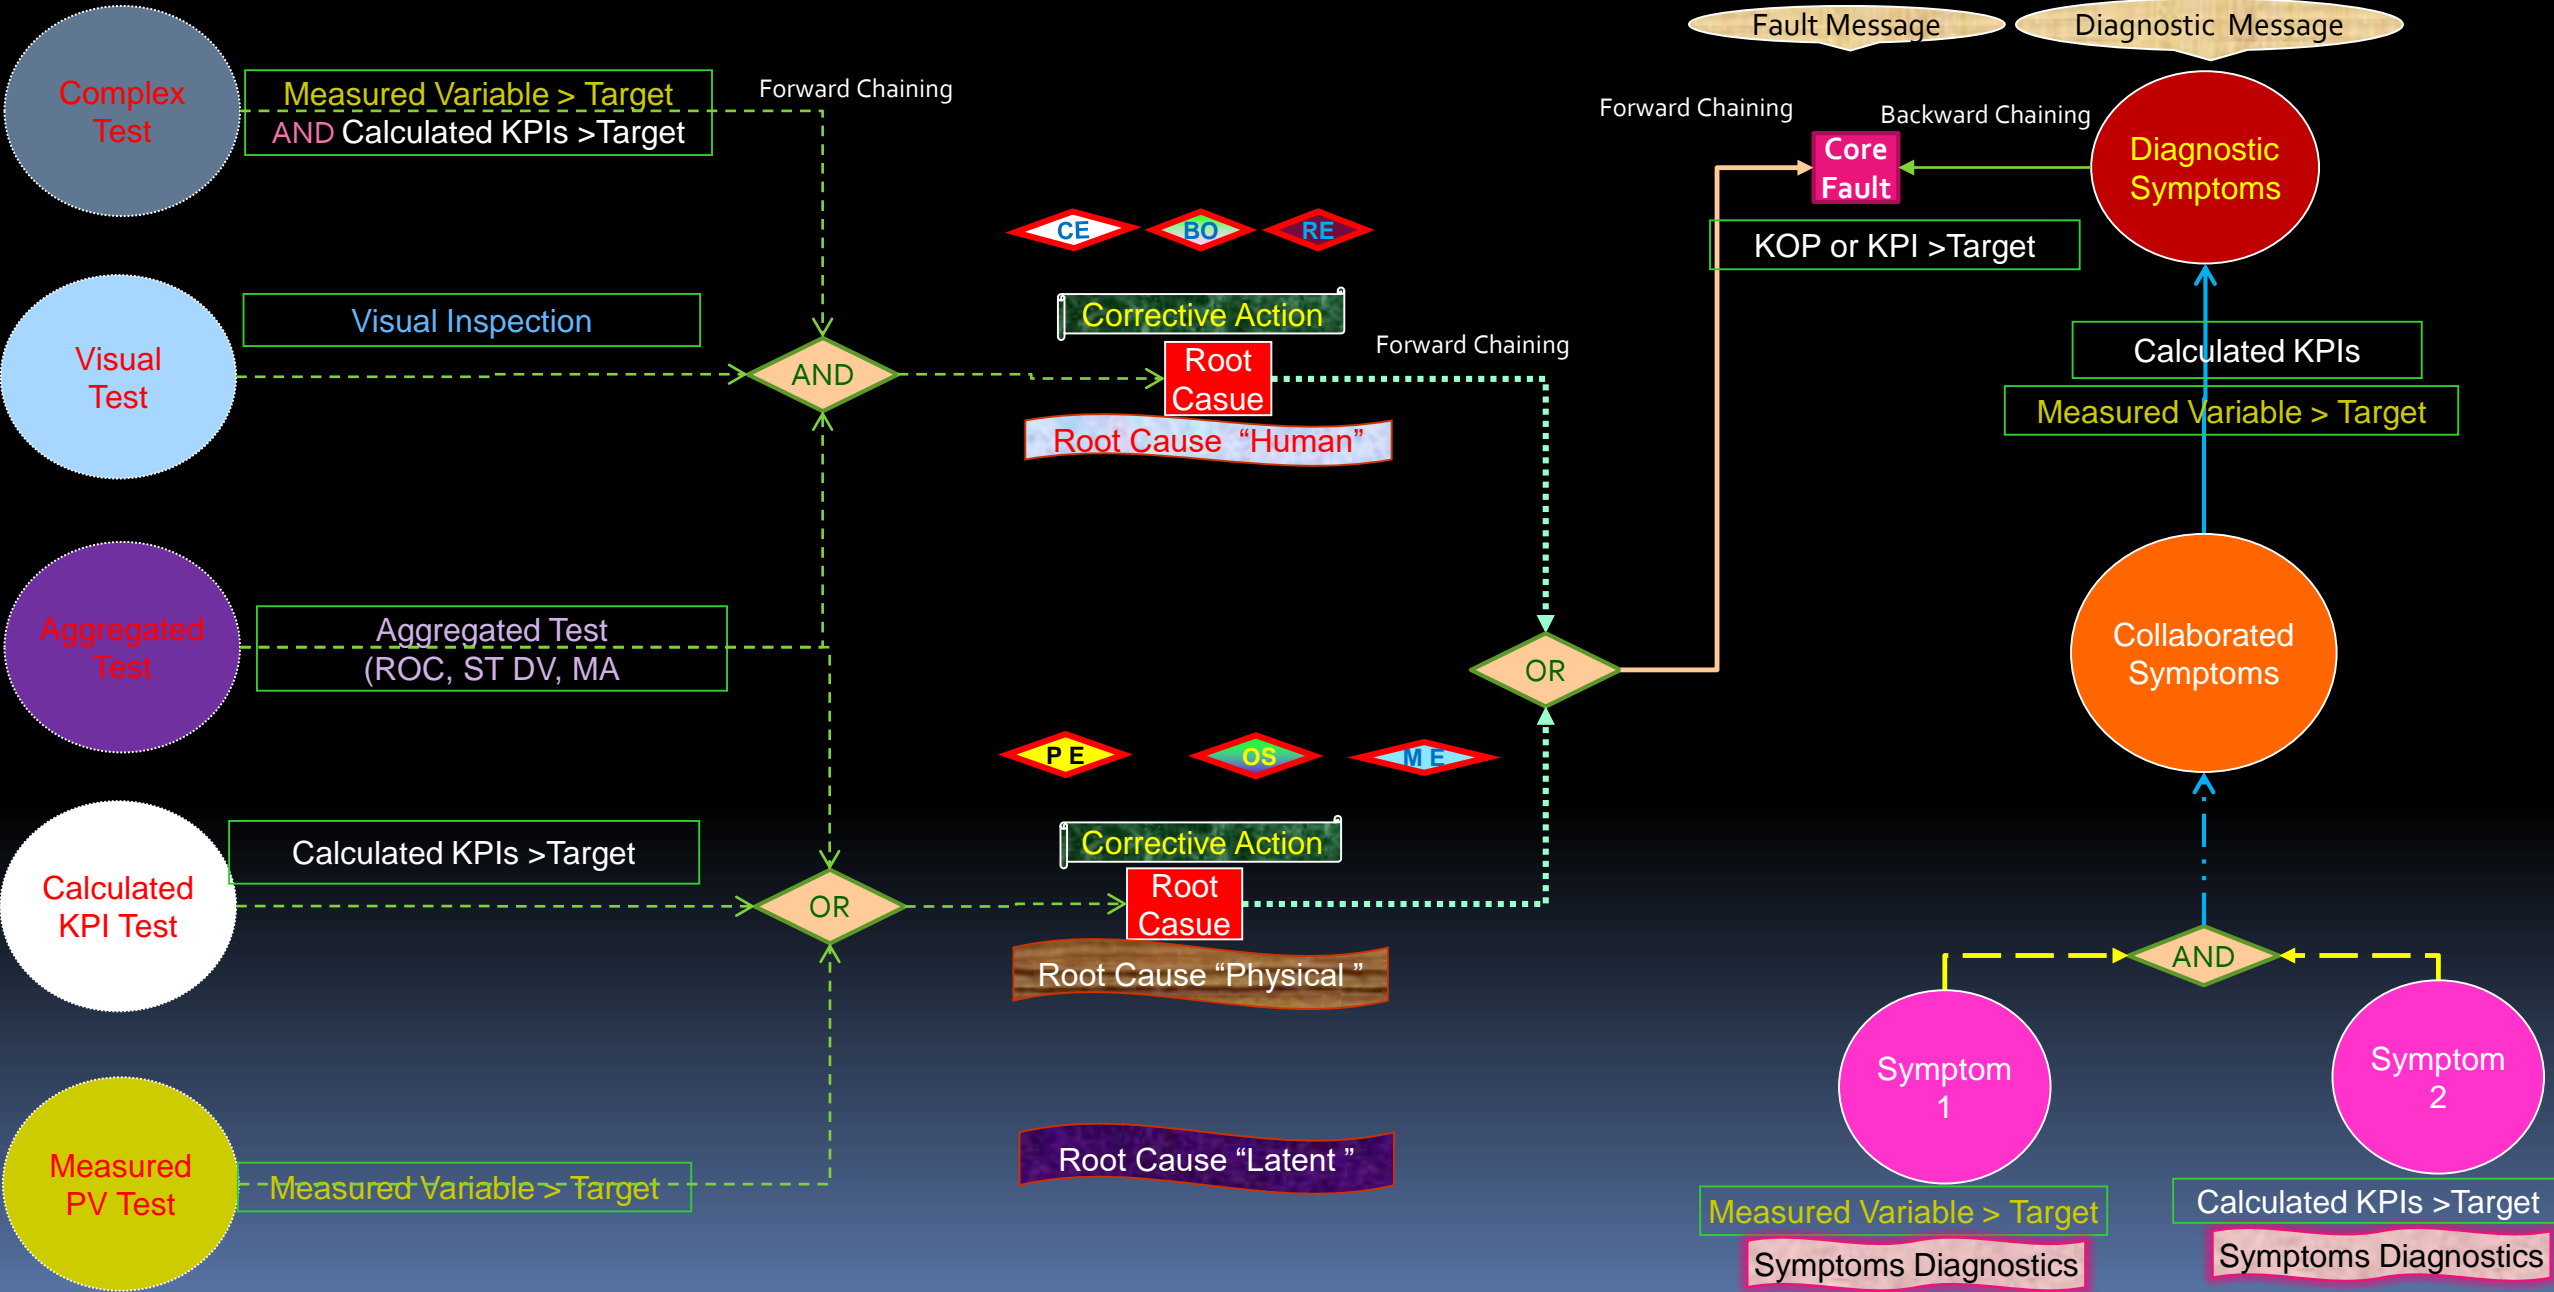 Fault Message
Diagnostic  Message
Complex
Test
Measured Variable > Target
AND Calculated KPIs >Target
Forward Chaining
Forward Chaining
Backward Chaining
Core
Fault
Diagnostic
Symptoms
KOP or KPI >Target
CE
BO
RE
Visual
Test
Visual Inspection
AND
Corrective Action
Root
Casue
Root Cause  “Human”
Forward Chaining
Calculated KPIs
Measured Variable > Target
Aggregated
Test
Aggregated Test
(ROC, ST DV, MA
OR
Collaborated
Symptoms
P E
OS
M E
Calculated
KPI Test
Calculated KPIs >Target
OR
Corrective Action
Root
Casue
Root Cause “Physical ”
AND
Symptom
1
Symptom
2
Measured
PV Test
Measured Variable > Target
Root Cause “Latent ”
Measured Variable > Target
Symptoms Diagnostics
Calculated KPIs >Target
Symptoms Diagnostics